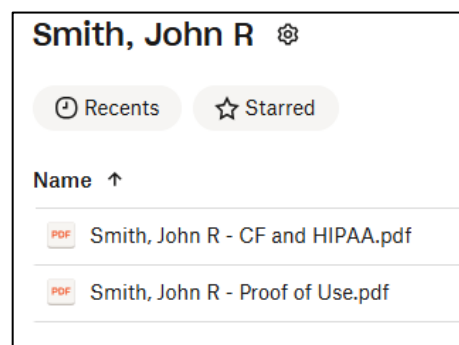 Smith, John R
Recents Starred
Name ↑
PDF Smith, John R - CF and HIPAA.pdf
PDF Smith, John R - Proof of Use.pdf